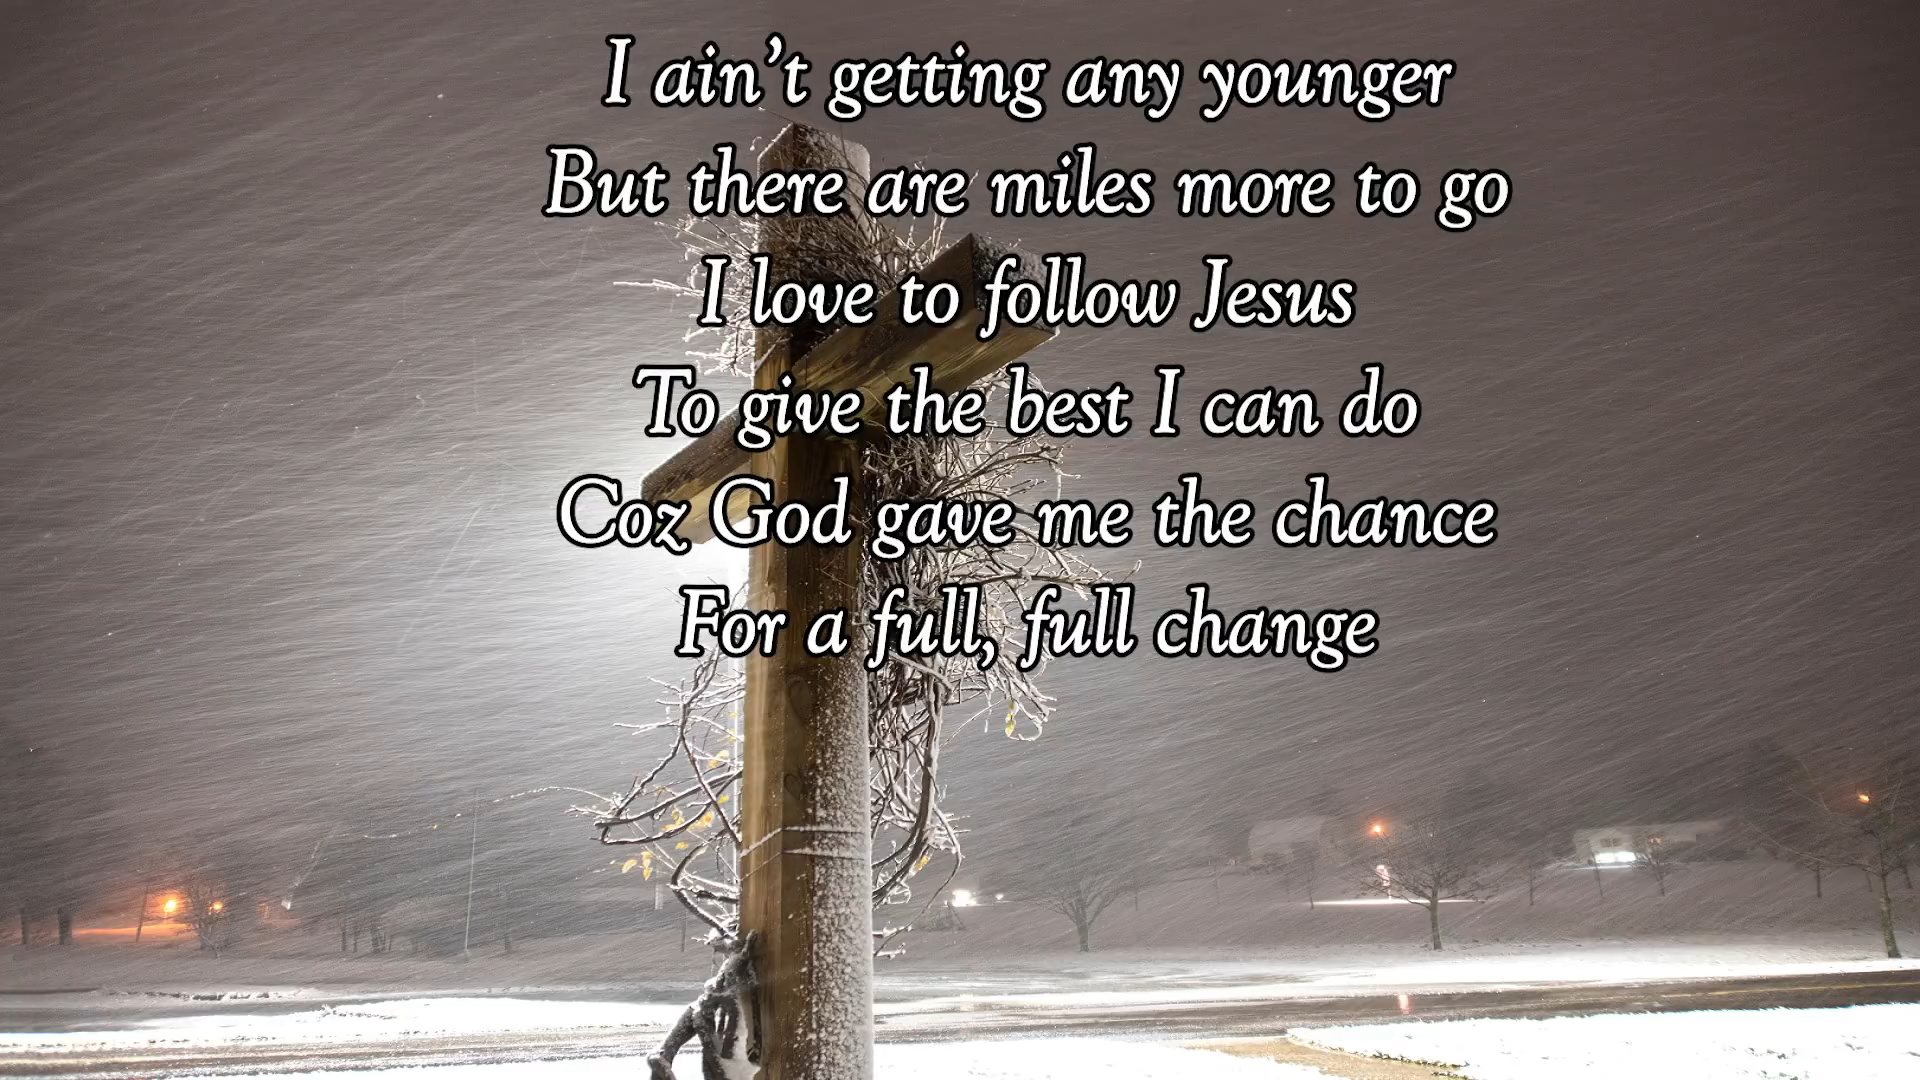 I ain’t getting any younger
But there are miles more to go
I love to follow Jesus
To give the best I can do
Coz God gave me the chance
For a full, full change